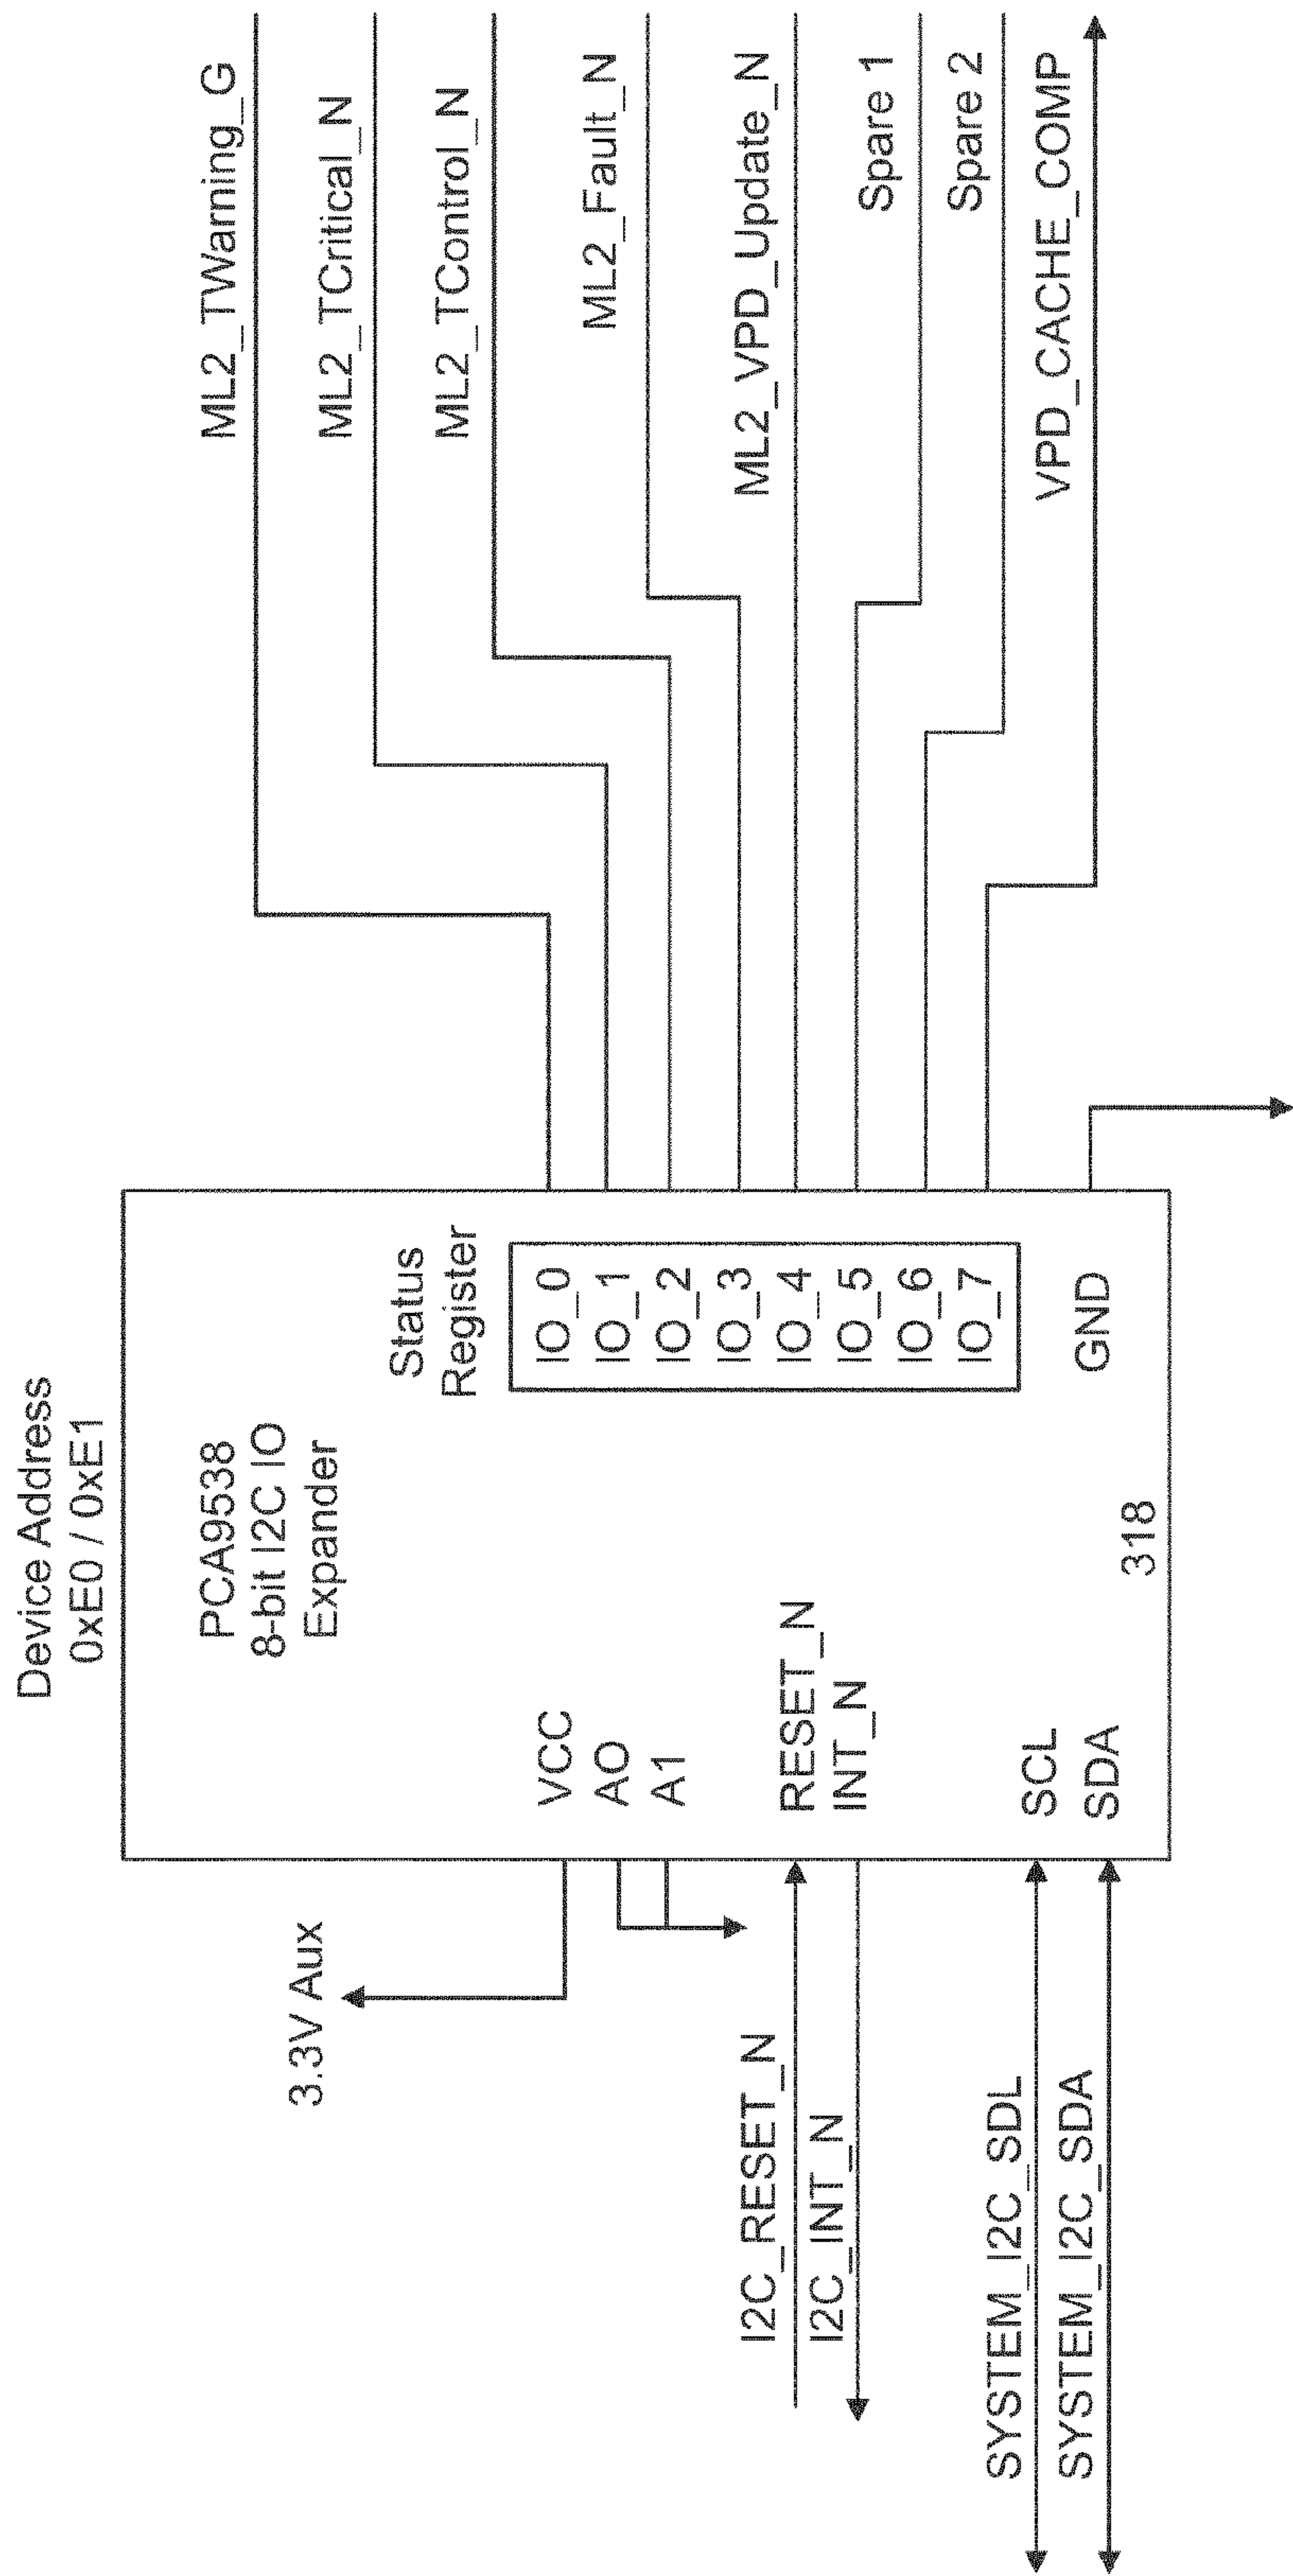 Device Address
0xE0 / 0xE1
PCA9538
8-bit I2C IO
Expander
3.3V Aux
VCC
AO
A1
I2C_RESET_N
RESET_N
I2C_INT_N
INT_N
SYSTEM_I2C_SDL
SCL
SYSTEM_I2C_SDA
SDA
318
Status
Register
IO_0
IO_1
IO_2
IO_3
IO_4
IO_5
IO_6
IO_7
GND
ML2_TWarning_G
ML2_TCritical_N
ML2_TControl_N
ML2_Fault_N
ML2_VPD_Update_N
Spare 1
Spare 2
VPD_CACHE_COMP